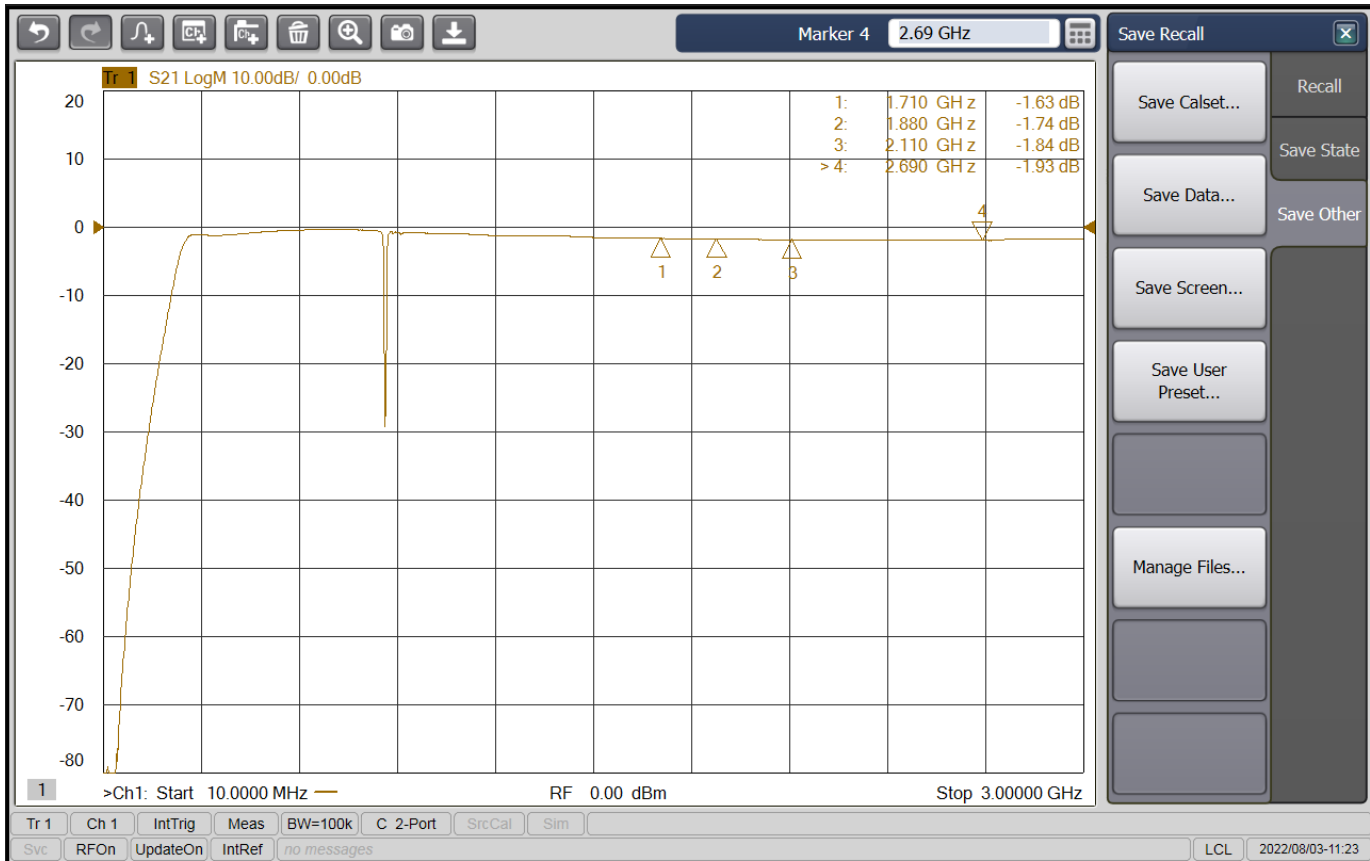 Marker 4 2.69 GHz
Save Recall
Tr 1 S21 LogM 10.00dB/ 0.00dB
1: 1.710 GHz -1.63 dB
2: 1.880 GHz -1.74 dB
3: 2.110 GHz -1.84 dB
> 4: 2.690 GHz -1.93 dB
20
10
0
-10
-20
-30
-40
-50
-60
-70
-80
1
2
3
4
1
>Ch1: Start 10.0000 MHz
RF 0.00 dBm
Stop 3.00000 GHz
Save Calset...
Save Data...
Save Screen...
Save User
Preset...
Manage Files...
Recall
Save State
Save Other
Tr 1 Ch 1 IntTrig Meas BW=100k C 2-Port SrcCal Sim
Svc RFOn UpdateOn IntRef no messages LCL 2022/08/03-11:23